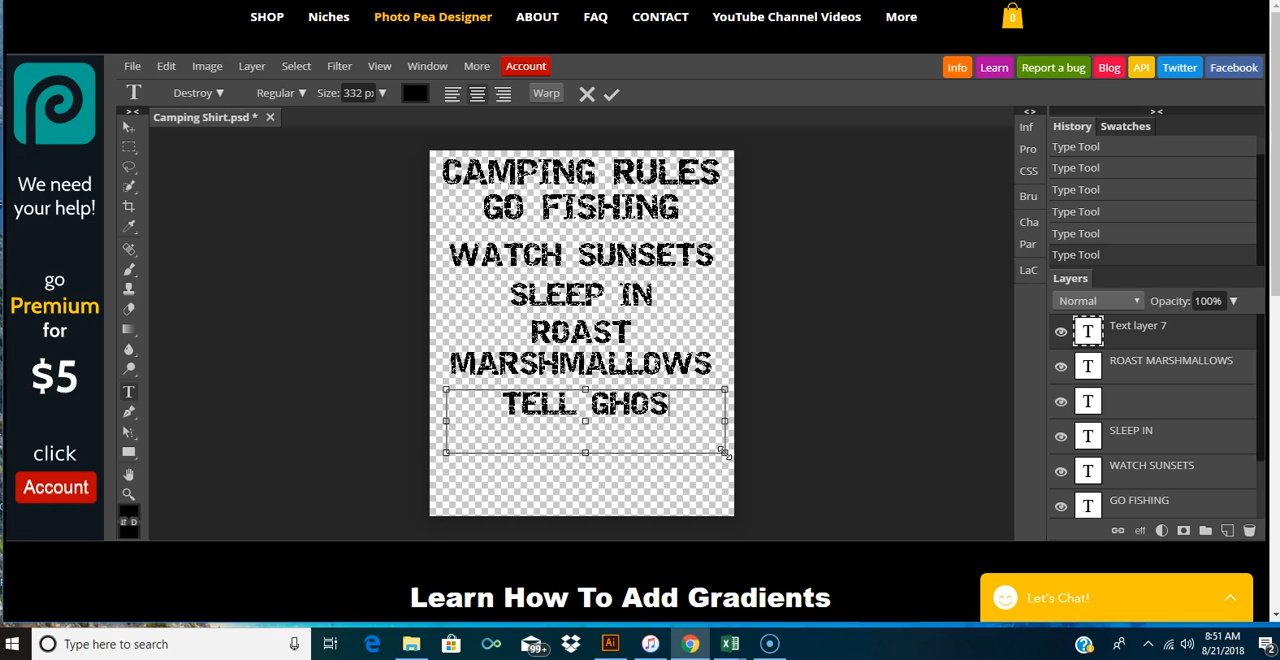 SHOP Niches Photo Pea Designer ABOUT FAQ CONTACT YouTube Channel Videos More 0
File Edit Image Layer Select Filter View Window More Account Info Learn Report a bug Blog API Twitter Facebook
T Destroy ▼ Regular ▼ Size: 332 p ▼ Warp
Camping Shirt.psd *
We need
your help!
go
Premium
for
$5
click
Account
CAMPING RULES
GO FISHING
WATCH SUNSETS
SLEEP IN
ROAST
MARSHMALLOWS
TELL GHOS
D
Inf
Pro
CSS
Bru
Cha
Par
LaC
History Swatches
Type Tool
Type Tool
Type Tool
Type Tool
Type Tool
Type Tool
Layers
Normal Opacity: 100%
T Text layer 7
T ROAST MARSHMALLOWS
T
T SLEEP IN
T WATCH SUNSETS
T GO FISHING
eff
Learn How To Add Gradients
Let's Chat!
Type here to search
99+
Ai
8:51 AM
8/21/2018
2